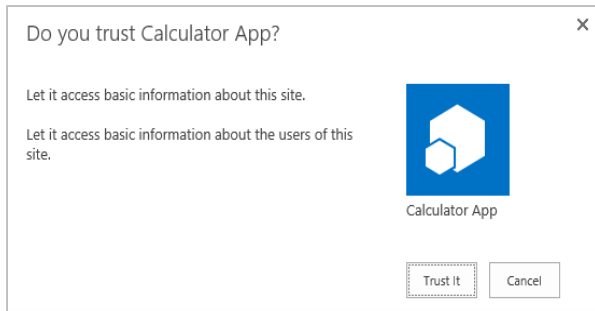 Do you trust Calculator App?
Let it access basic information about this site.
Let it access basic information about the users of this
site.
Calculator App
Trust It
Cancel